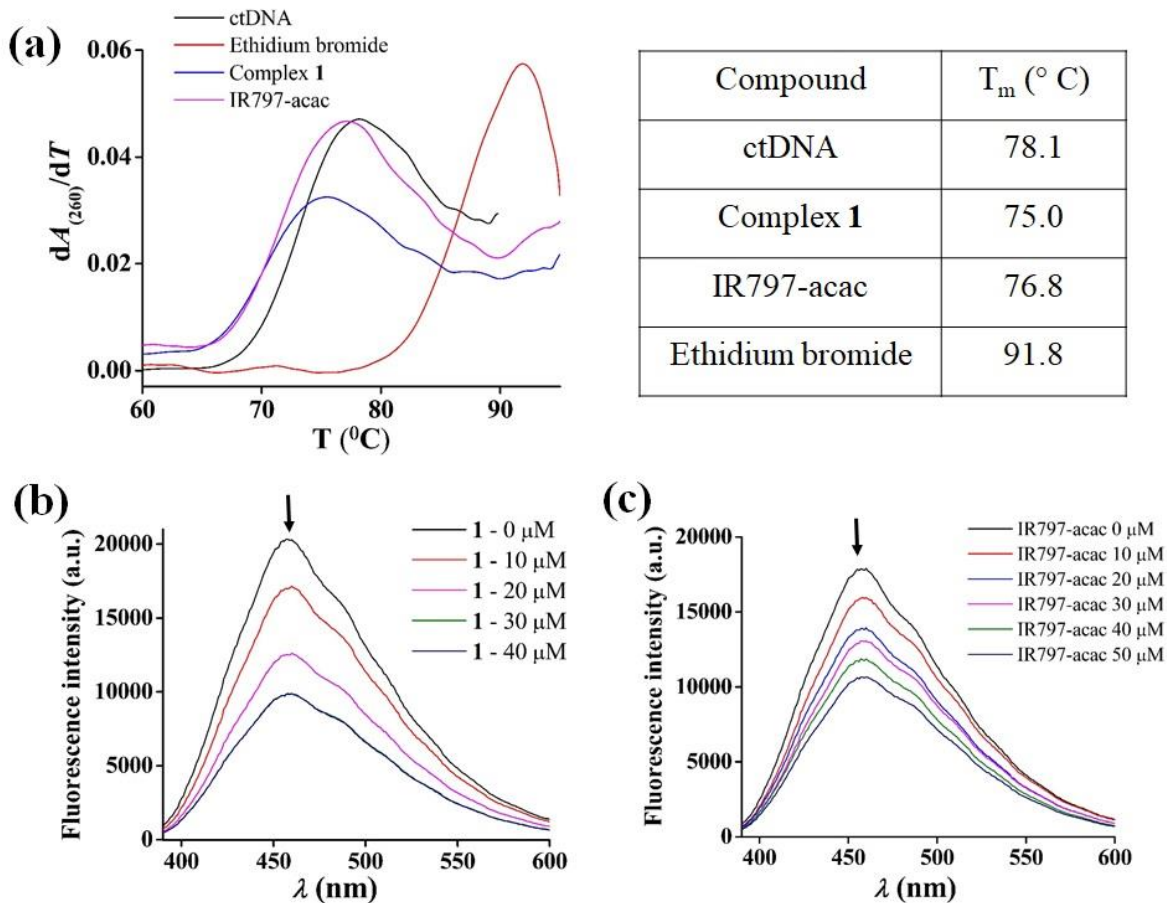 (a)
ctDNA
Ethidium bromide
Complex 1
IR797-acac
0.06
0.04
0.02
0.00
dA(260)/dT
60 70 80 90
T (⁰C)
Compound Tm (° C)
ctDNA 78.1
Complex 1 75.0
IR797-acac 76.8
Ethidium bromide 91.8
(b)
1 - 0 µM
1 - 10 µM
1 - 20 µM
1 - 30 µM
1 - 40 µM
20000
15000
10000
5000
0
Fluorescence intensity (a.u.)
400 450 500 550 600
λ (nm)
(c)
IR797-acac 0 µM
IR797-acac 10 µM
IR797-acac 20 µM
IR797-acac 30 µM
IR797-acac 40 µM
IR797-acac 50 µM
20000
15000
10000
5000
0
Fluorescence intensity (a.u.)
400 450 500 550 600
λ (nm)